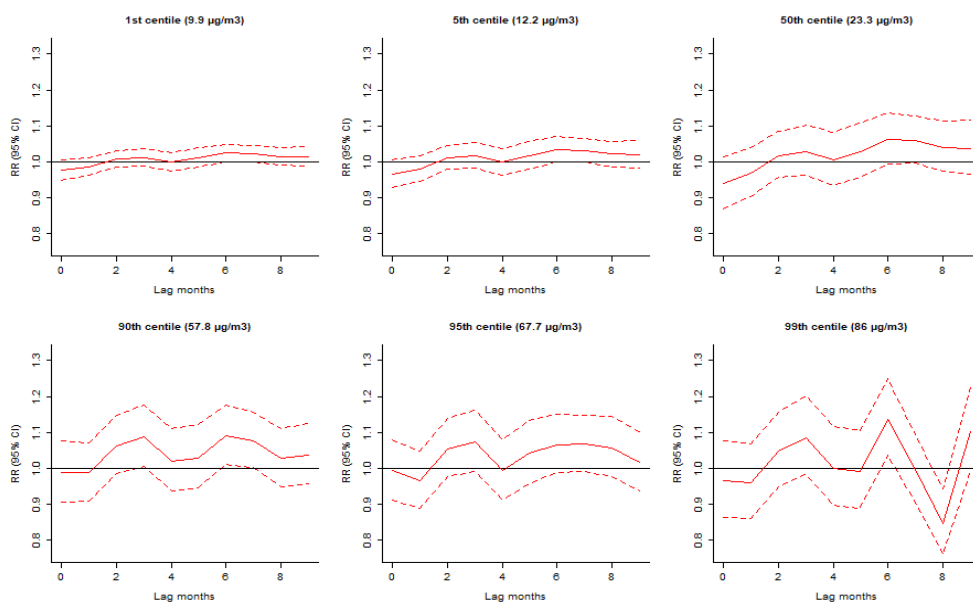 1st centile (9.9 µg/m3)
RR (95% CI)
1.3
1.2
1.1
1.0
0.9
0.8
0 2 4 6 8
Lag months
5th centile (12.2 µg/m3)
RR (95% CI)
1.3
1.2
1.1
1.0
0.9
0.8
0 2 4 6 8
Lag months
50th centile (23.3 µg/m3)
RR (95% CI)
1.3
1.2
1.1
1.0
0.9
0.8
0 2 4 6 8
Lag months
90th centile (57.8 µg/m3)
RR (95% CI)
1.3
1.2
1.1
1.0
0.9
0.8
0 2 4 6 8
Lag months
95th centile (67.7 µg/m3)
RR (95% CI)
1.3
1.2
1.1
1.0
0.9
0.8
0 2 4 6 8
Lag months
99th centile (86 µg/m3)
RR (95% CI)
1.3
1.2
1.1
1.0
0.9
0.8
0 2 4 6 8
Lag months